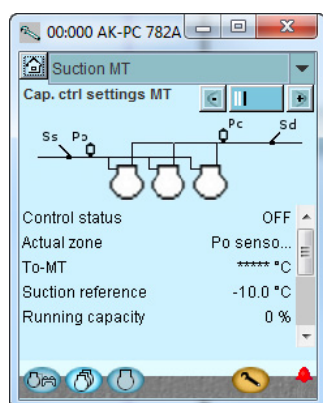 00:000 AK-PC 782A
Suction MT
Cap. ctrl settings MT
Pc
Sd
Ss
Po
Control status OFF
Actual zone Po senso...
To-MT ***** °C
Suction reference -10.0 °C
Running capacity 0 %